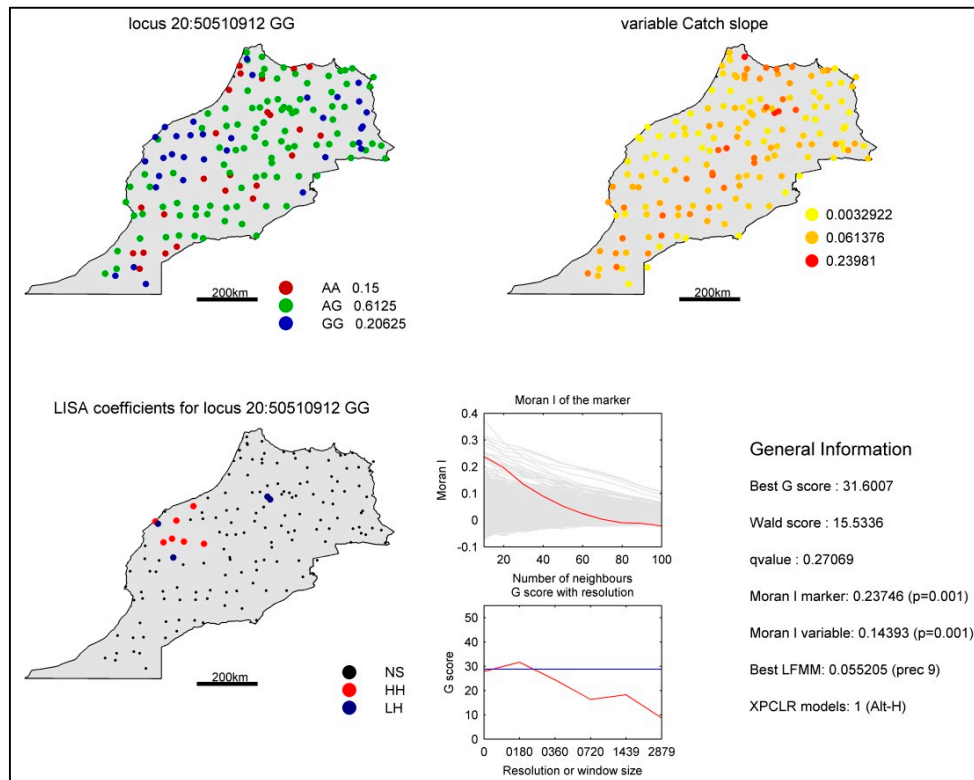 locus 20:50510912 GG
200km
AA 0.15
AG 0.6125
GG 0.20625
variable Catch slope
0.0032922
0.061376
0.23981
200km
LISA coefficients for locus 20:50510912 GG
NS
HH
LH
Moran I of the marker
Moran I
0.4
0.3
0.2
0.1
0
-0.1
20 40 60 80 100
Number of neighbours
G score with resolution
G score
50
40
30
20
10
0
0 0180 0360 0720 1439 2879
Resolution or window size
General Information
Best G score : 31.6007
Wald score : 15.5336
qvalue : 0.27069
Moran I marker: 0.23746 (p=0.001)
Moran I variable: 0.14393 (p=0.001)
Best LFMM: 0.055205 (prec 9)
XPCLR models: 1 (Alt-H)